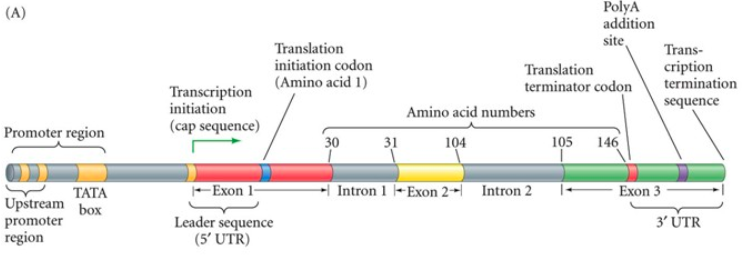 (A)
PolyA
addition
site
Trans-
cription
termination
sequence
Translation
initiation codon
(Amino acid 1)
Translation
terminator codon
Transcription
initiation
(cap sequence)
Amino acid numbers
Promoter region
30 31 104 105 146
Exon 1 Intron 1 Exon 2 Intron 2 Exon 3
Upstream
promoter
region
TATA
box
Leader sequence
(5′ UTR)
3′ UTR